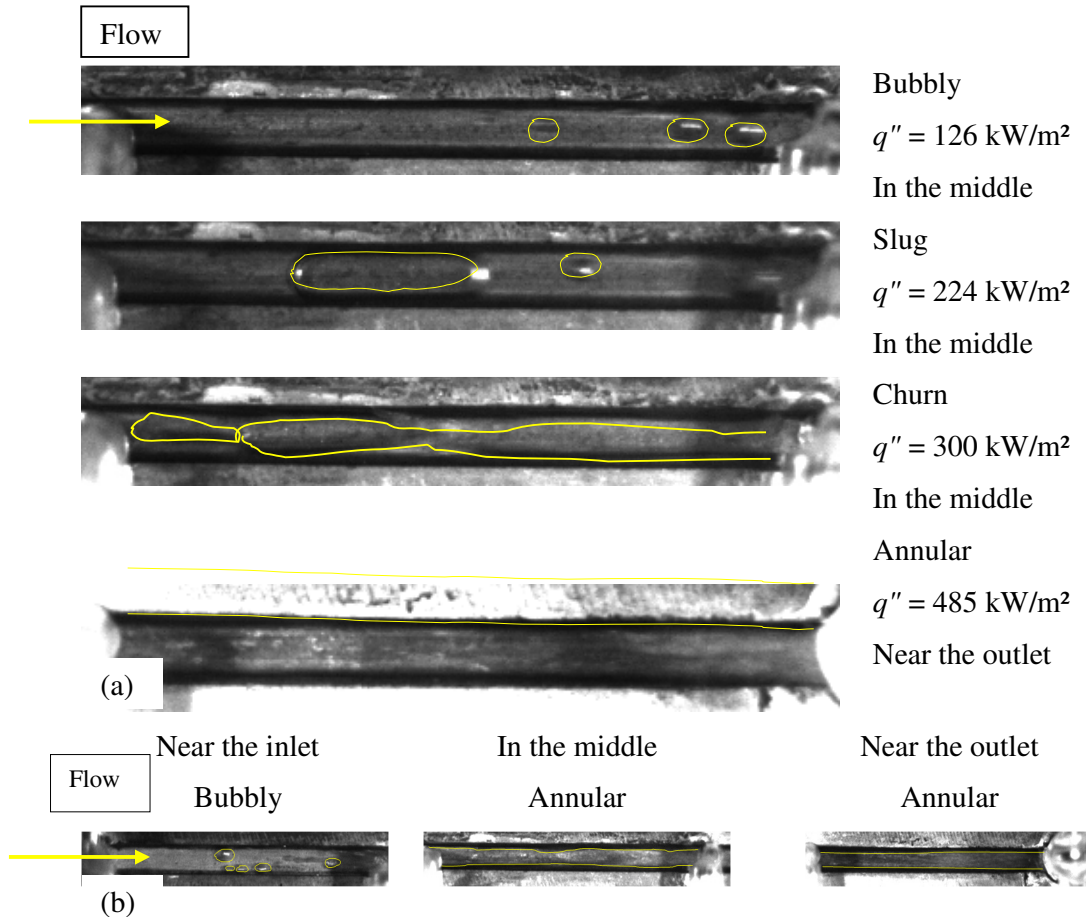 Flow
Bubbly
q″ = 126 kW/m²
In the middle
Slug
q″ = 224 kW/m²
In the middle
Churn
q″ = 300 kW/m²
In the middle
Annular
q″ = 485 kW/m²
Near the outlet
(a)
Near the inlet
In the middle
Near the outlet
Flow
Bubbly
Annular
Annular
(b)